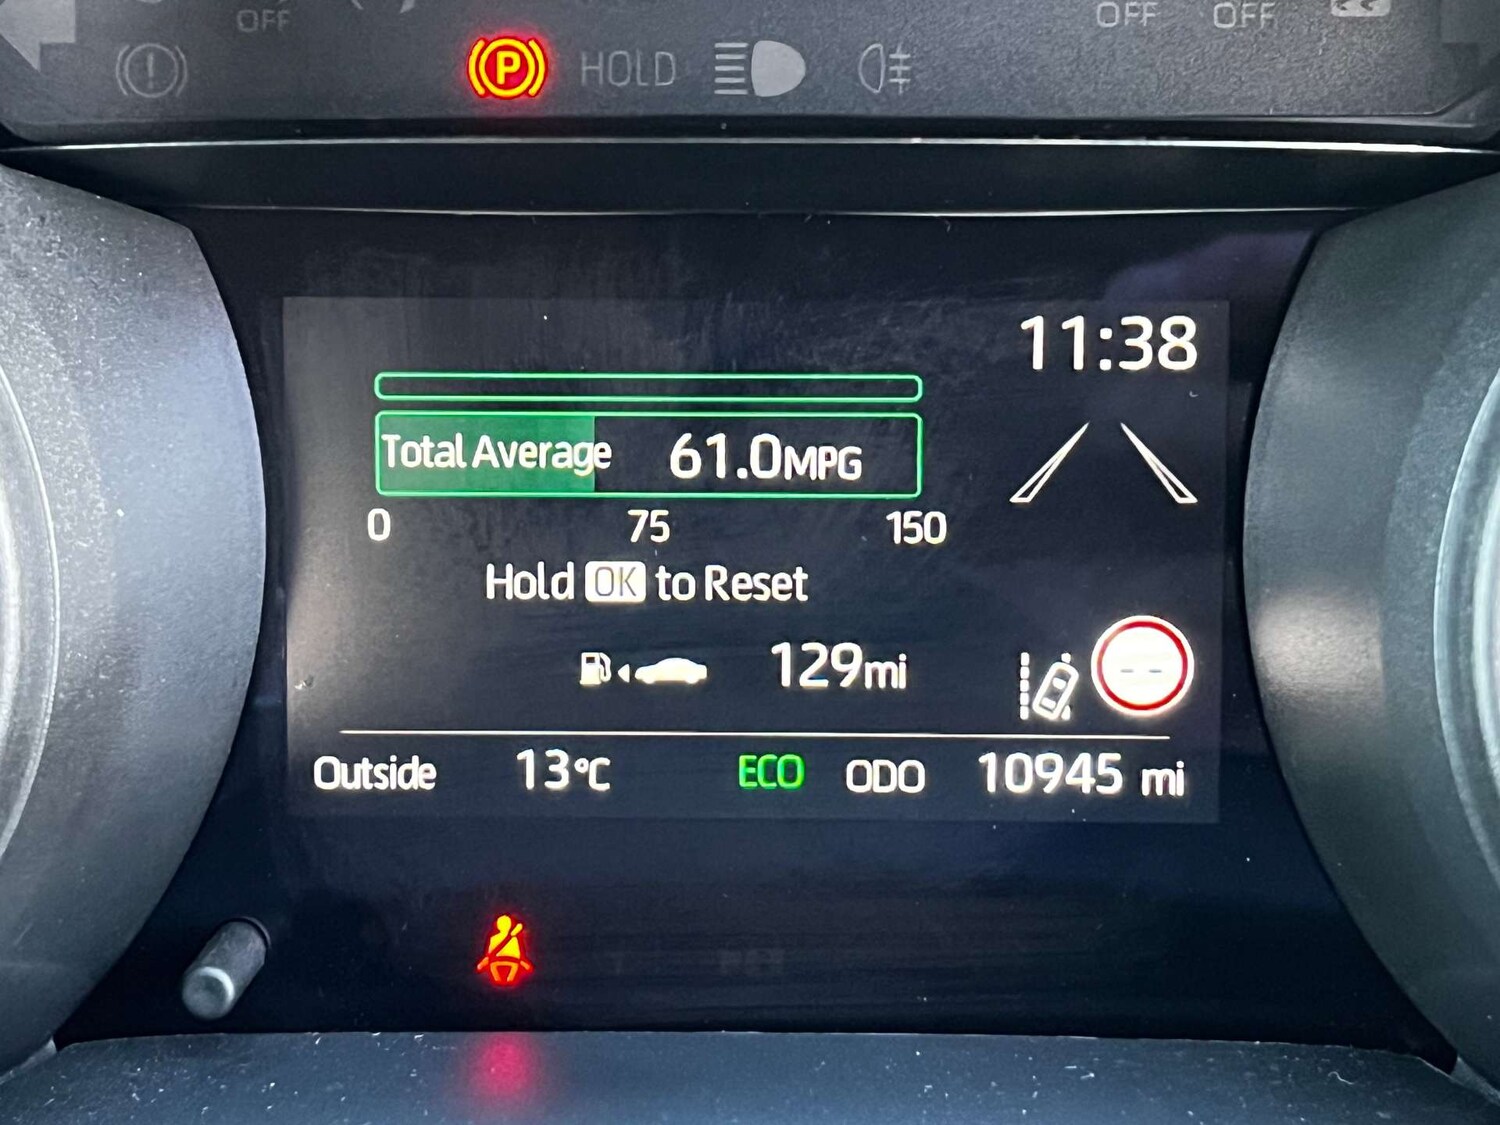 OFF OFF OFF
P HOLD
11:38
Total Average 61.0MPG
0 75 150
Hold OK to Reset
129mi
--
Outside 13°C ECO ODO 10945 mi